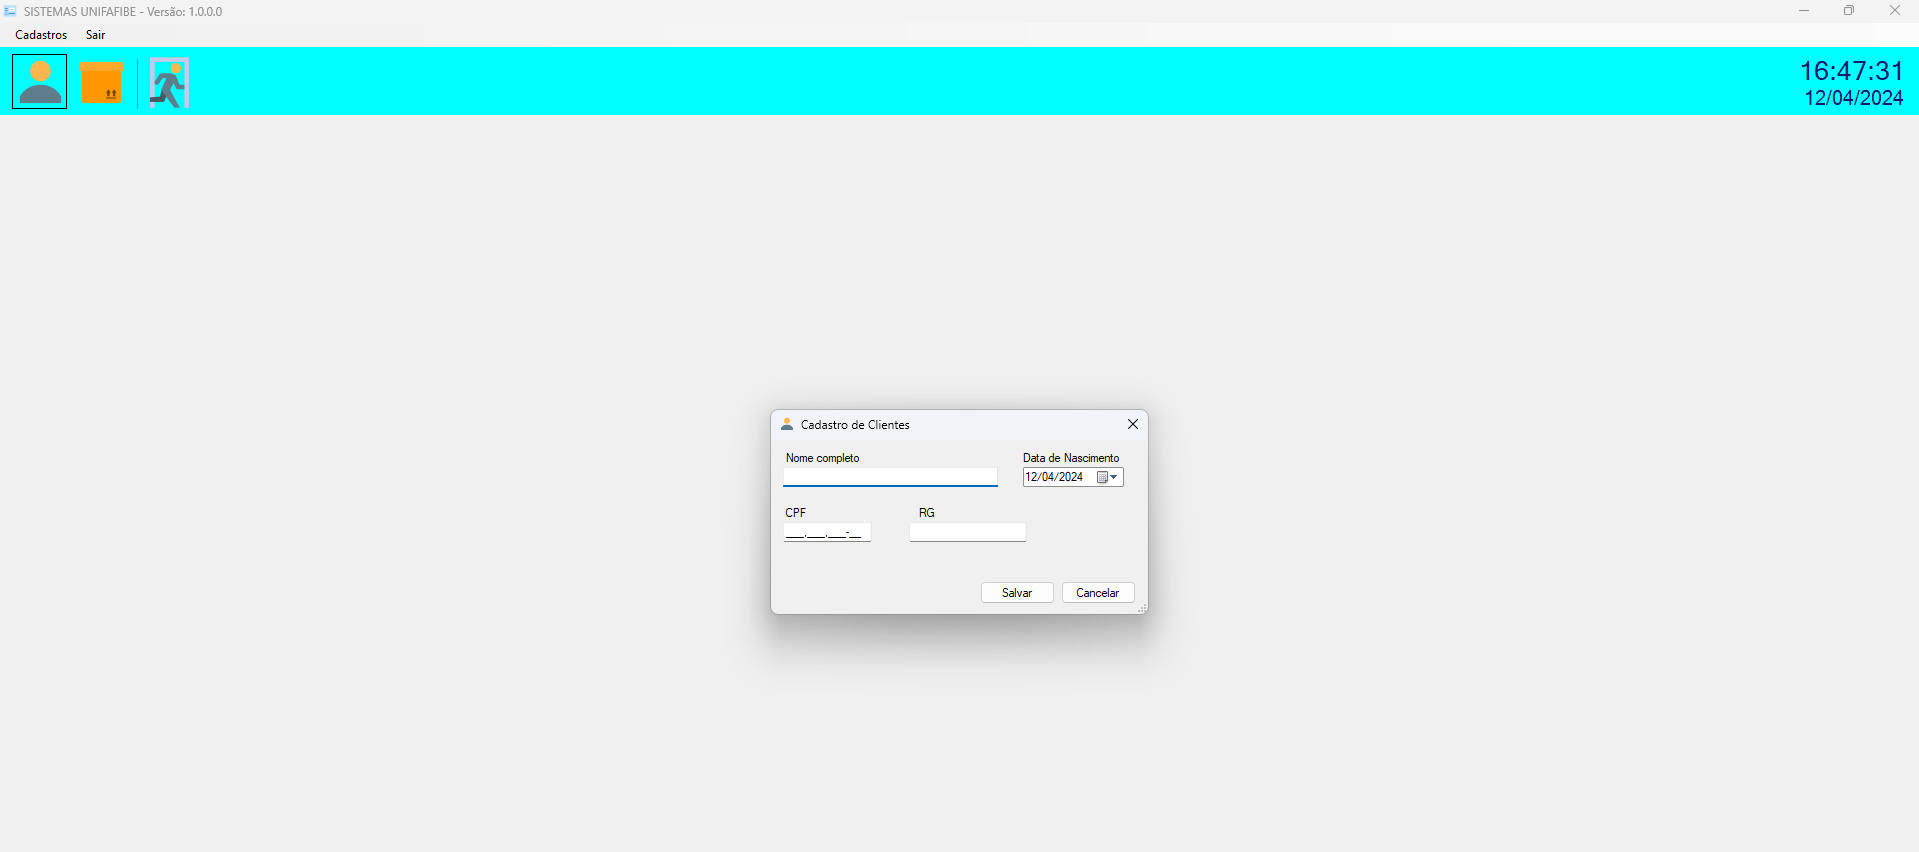 SISTEMAS UNIFAFIBE - Versão: 1.0.0.0
Cadastros Sair
16:47:31
12/04/2024
Cadastro de Clientes
Nome completo Data de Nascimento
12/04/2024
CPF RG
___.___.___-__
Salvar Cancelar